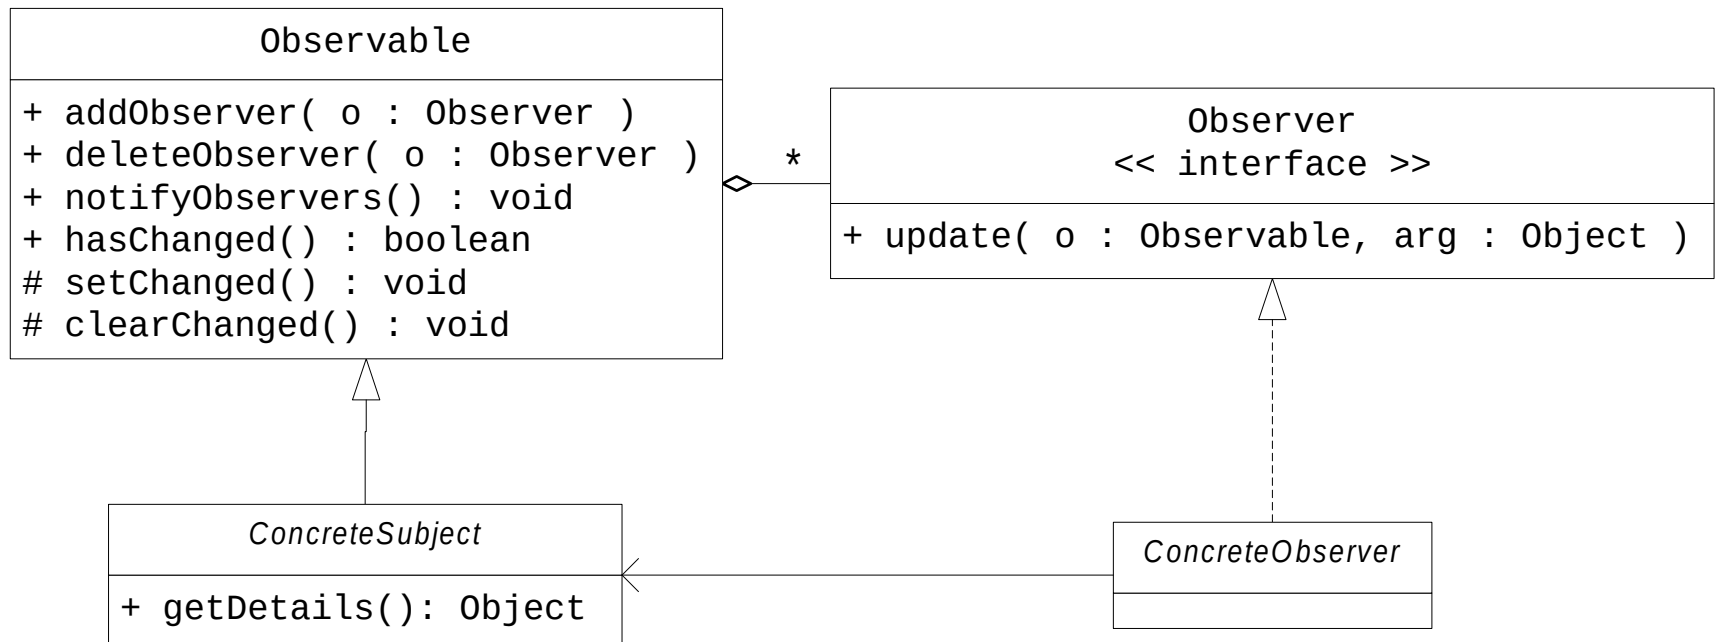 Observable
+ addObserver( o : Observer )
+ deleteObserver( o : Observer )
+ notifyObservers() : void
+ hasChanged() : boolean
# setChanged() : void
# clearChanged() : void
*
Observer
<< interface >>
+ update( o : Observable, arg : Object )
ConcreteSubject
+ getDetails(): Object
ConcreteObserver